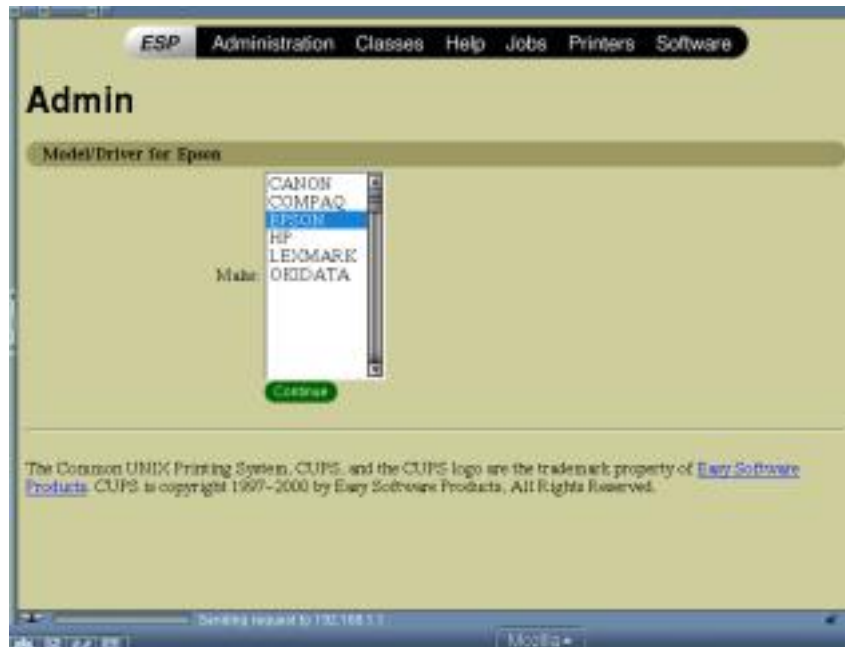 ESP Administration Classes Help Jobs Printers Software
Admin
Model/Driver for Epson
CANON
COMPAQ
EPSON
HP
LEXMARK
Make: OKIDATA
Continue
The Common UNIX Printing System, CUPS, and the CUPS logo are the trademark property of Easy Software
Products. CUPS is copyright 1997-2000 by Easy Software Products, All Rights Reserved.
Sending request to 192.168.1.1
Mozilla